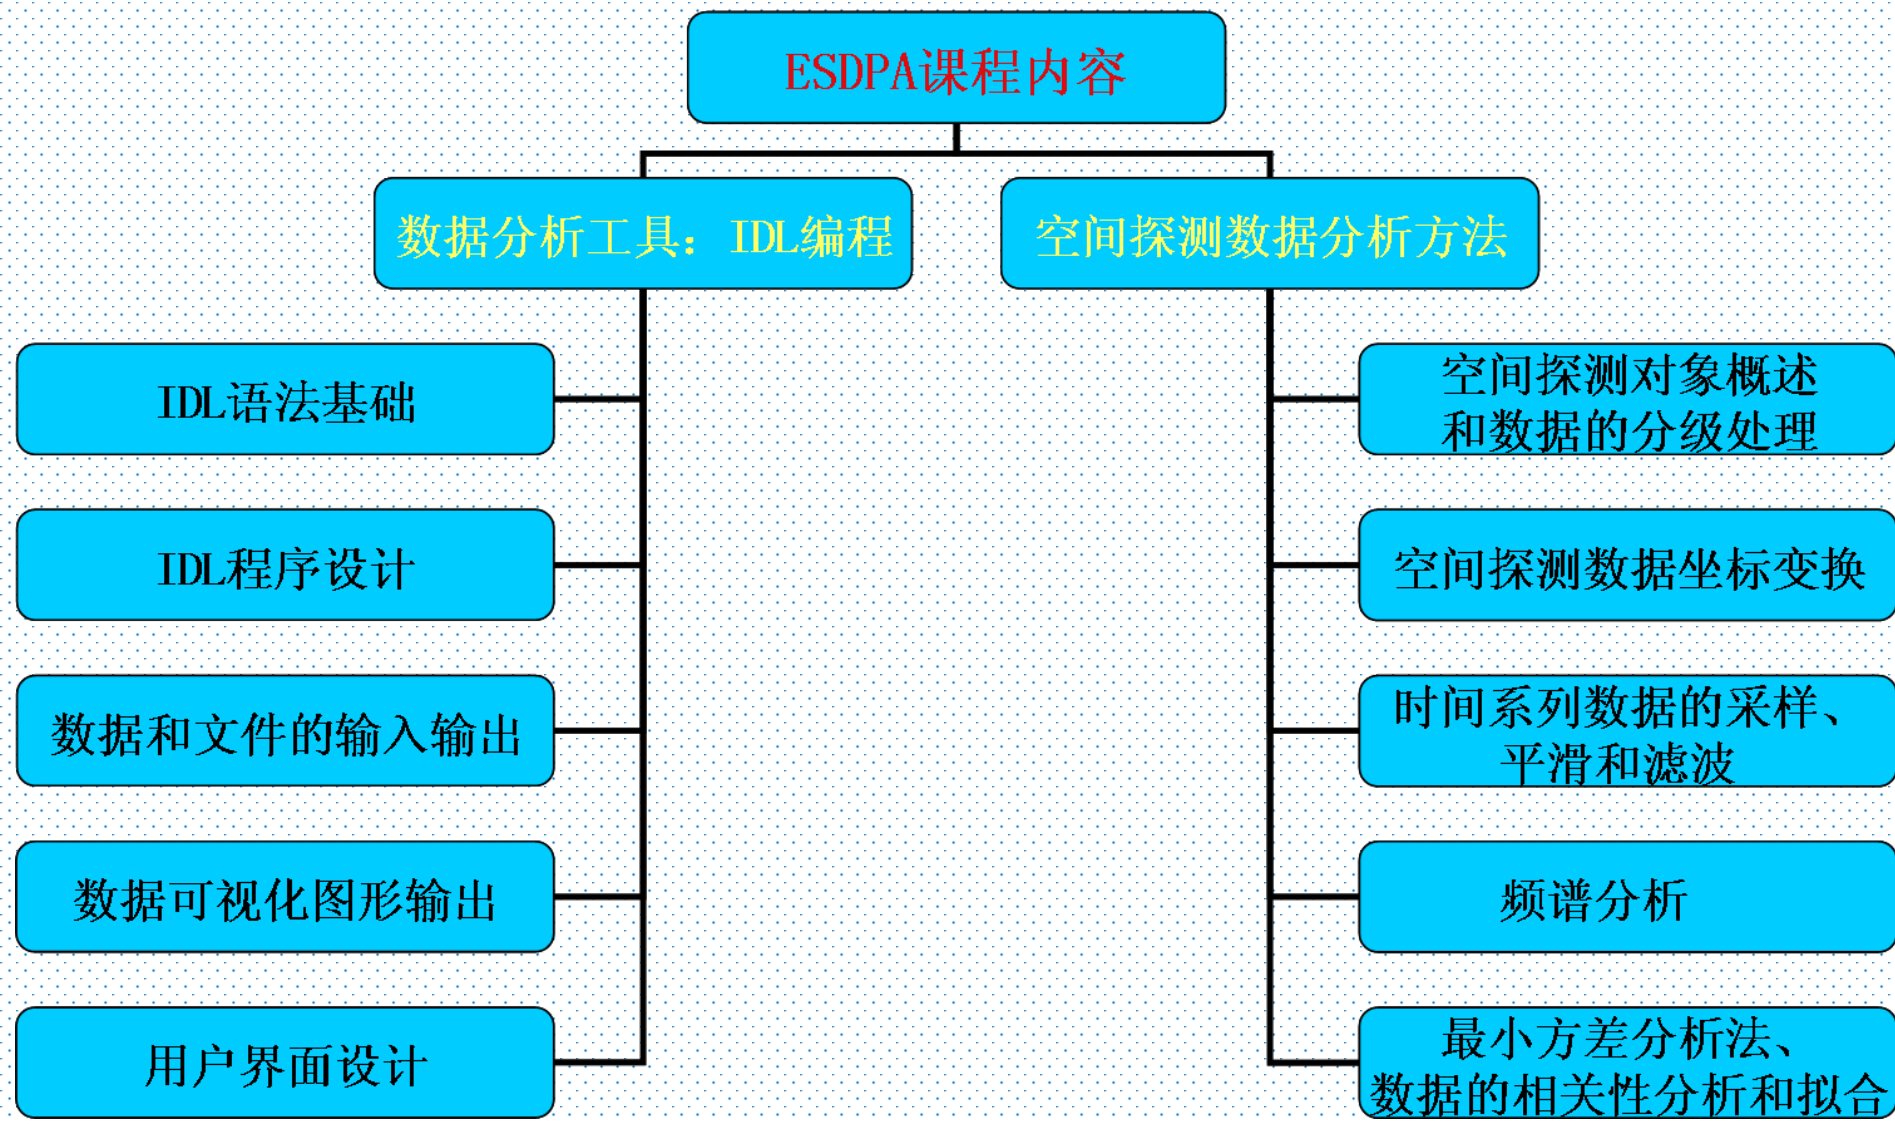 ESDPA课程内容
数据分析工具：IDL编程
空间探测数据分析方法
IDL语法基础
IDL程序设计
数据和文件的输入输出
数据可视化图形输出
用户界面设计
空间探测对象概述
和数据的分级处理
空间探测数据坐标变换
时间系列数据的采样、
平滑和滤波
频谱分析
最小方差分析法、
数据的相关性分析和拟合